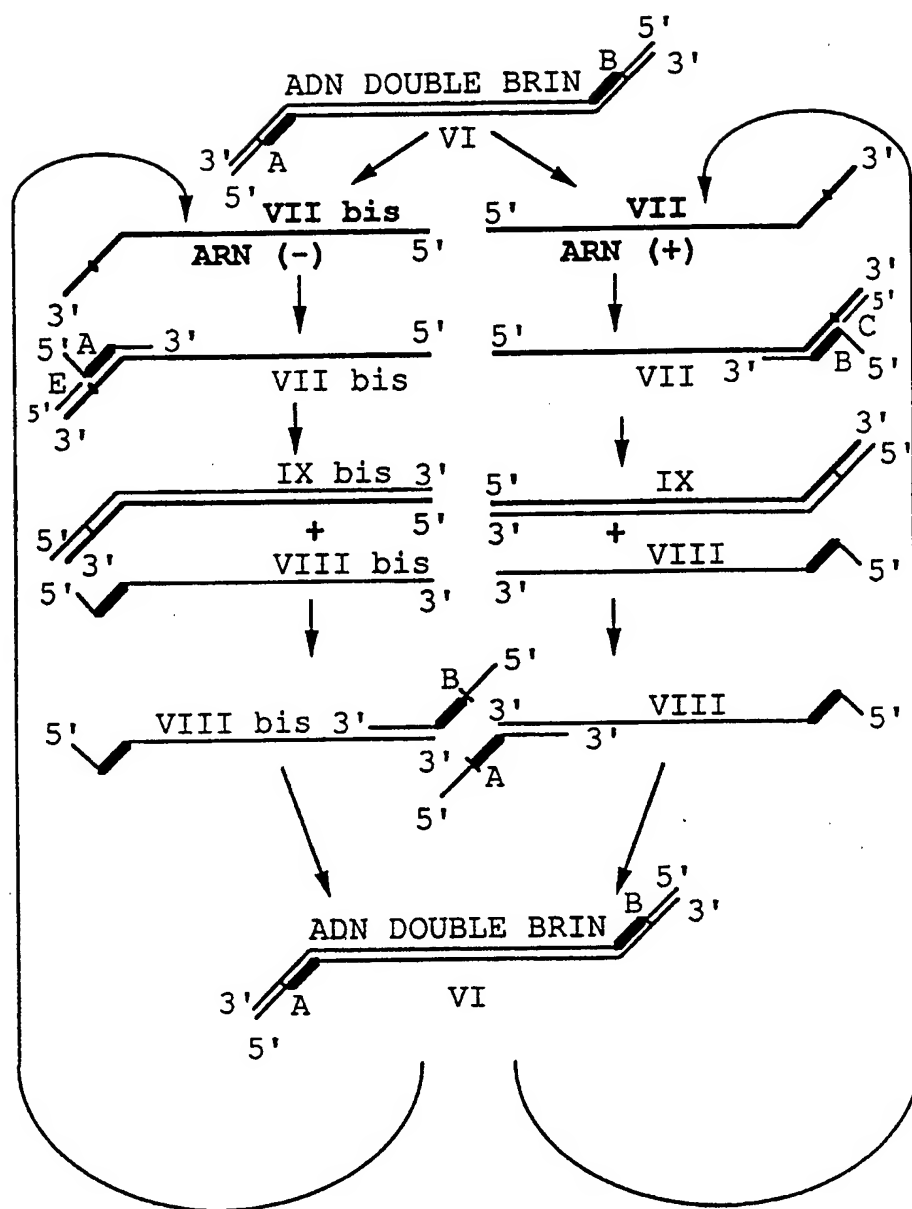 5'
B 3'
ADN DOUBLE BRIN
VI
3' A
5'
3'
VII bis 5' VII
ARN (-) 5' ARN (+)
3'
3'
5' A 3' 5' 5' 5' C
E VII bis VII 3' B 5'
5'
3'
3'
IX bis 3' 5' IX 5'
5' + 5' 3' +
3'
5' VIII bis 3' VIII 5'
3'
5'
B
5' VIII bis 3' 3' VIII 5'
3' 3'
A
5'
5'
B 3'
ADN DOUBLE BRIN
3' A VI
5'